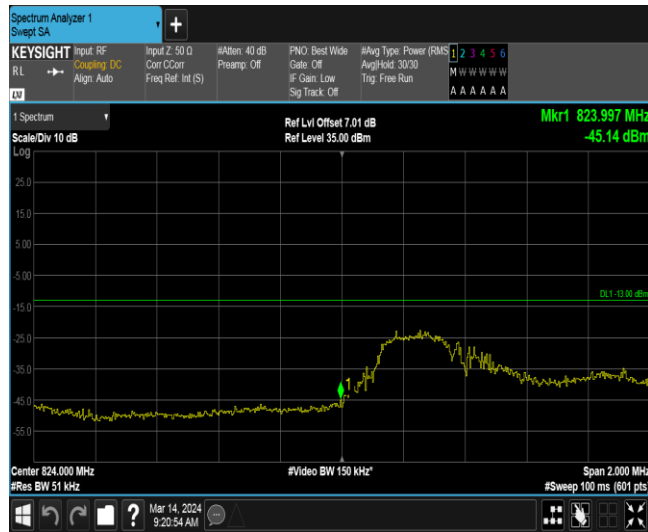 Spectrum Analyzer 1
Swept SA
+
KEYSIGHT Input: RF
RL Coupling: DC
Align: Auto
LXI
Input Z: 50 Ω
Corr CCorr
Freq Ref: Int (S)
#Atten: 40 dB
Preamp: Off
PNO: Best Wide
Gate: Off
IF Gain: Low
Sig Track: Off
#Avg Type: Power (RMS
Avg|Hold: 30/30
Trig: Free Run
1 2 3 4 5 6
M W W W W W
A A A A A A
1 Spectrum
Scale/Div 10 dB
Ref Lvl Offset 7.01 dB
Ref Level 35.00 dBm
Mkr1 823.997 MHz
-45.14 dBm
Log
25.0
15.0
5.00
-5.00
DL1 -13.00 dBm
-15.0
-25.0
-35.0
1
-45.0
-55.0
Center 824.000 MHz
#Video BW 150 kHz*
Span 2.000 MHz
#Res BW 51 kHz
#Sweep 100 ms (601 pts)
?
Mar 14, 2024
9:20:54 AM